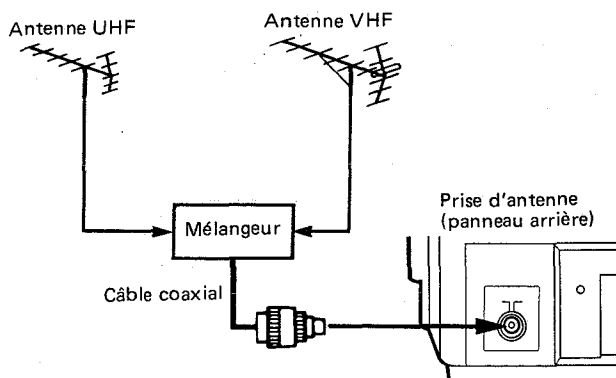 Antenne UHF
Antenne VHF
Mélangeur
Prise d'antenne
(panneau arrière)
Câble coaxial